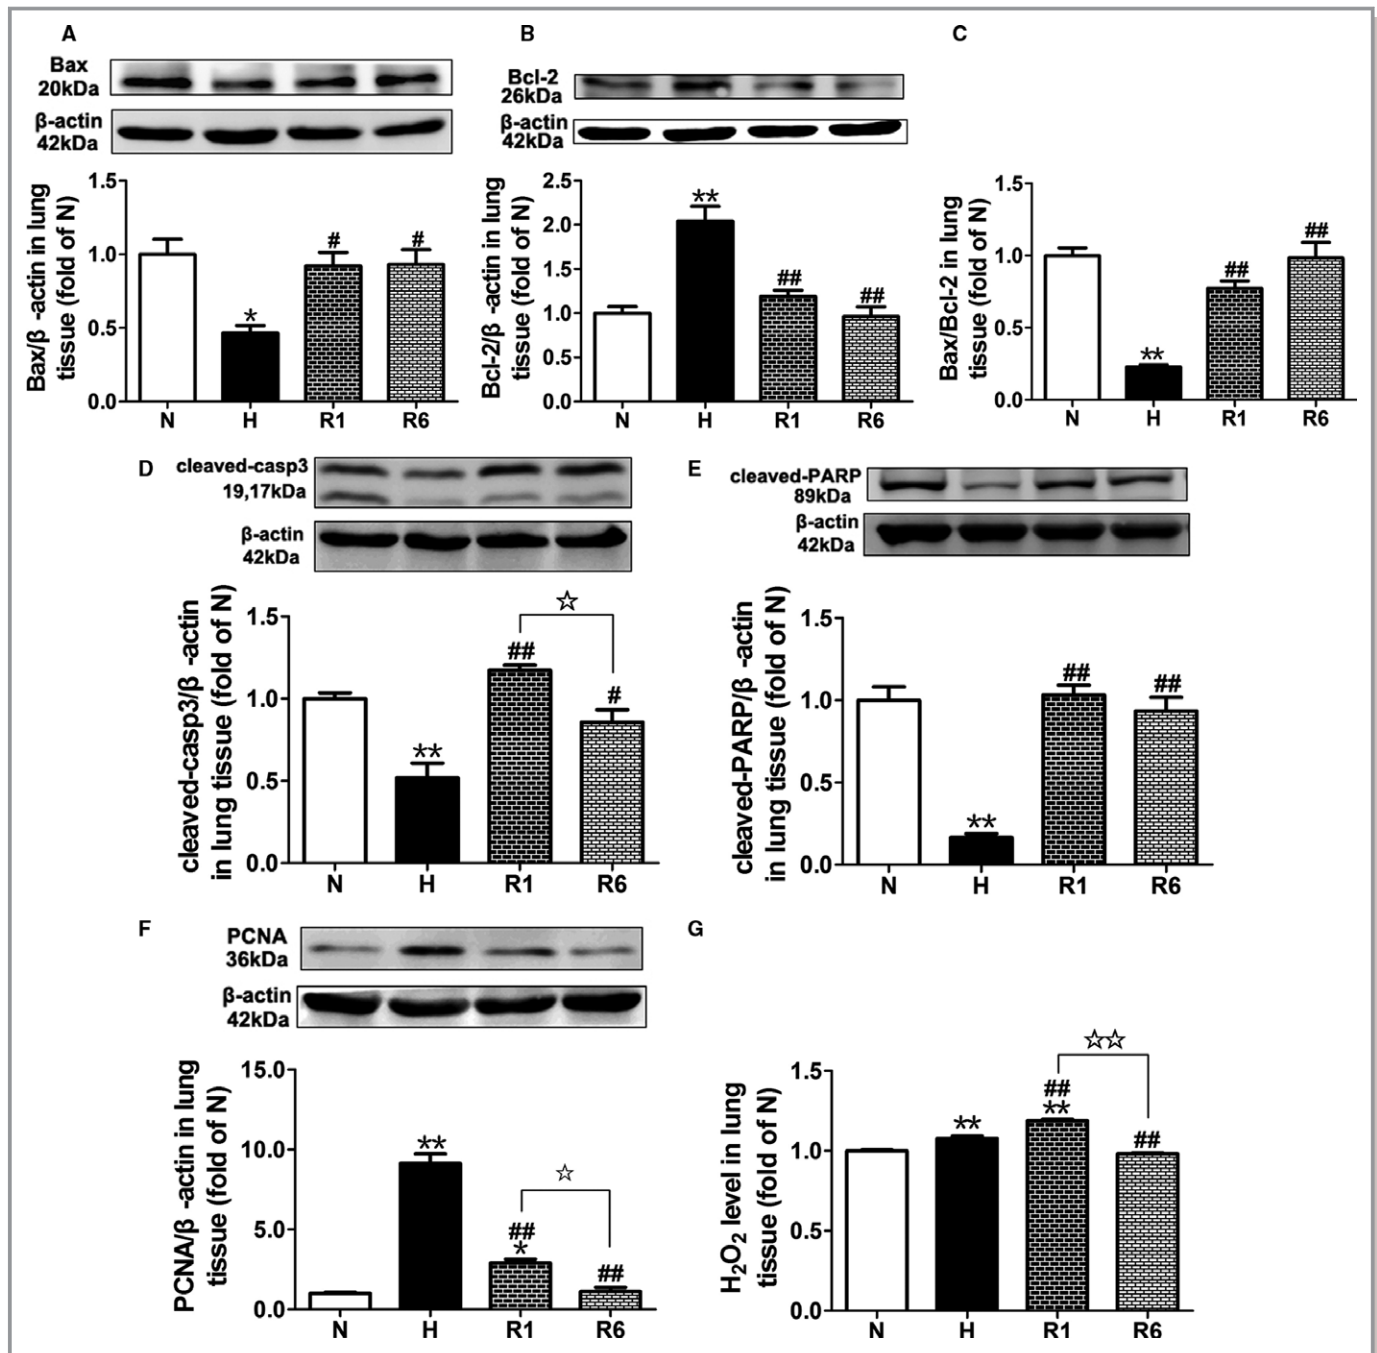 A
Bax
20kDa
β-actin
42kDa
Bax/β -actin in lung
tissue (fold of N)
1.5
1.0
0.5
0.0
*
#
#
N H R1 R6
B
Bcl-2
26kDa
β-actin
42kDa
Bcl-2/β -actin in lung
tissue (fold of N)
2.5
2.0
1.5
1.0
0.5
0.0
**
##
##
N H R1 R6
C
Bax/Bcl-2 in lung
tissue (fold of N)
1.5
1.0
0.5
0.0
**
##
##
N H R1 R6
D
cleaved-casp3
19,17kDa
β-actin
42kDa
cleaved-casp3/β -actin
in lung tissue (fold of N)
1.5
1.0
0.5
0.0
☆
**
##
#
N H R1 R6
E
cleaved-PARP
89kDa
β-actin
42kDa
cleaved-PARP/β -actin
in lung tissue (fold of N)
1.5
1.0
0.5
0.0
**
##
##
N H R1 R6
F
PCNA
36kDa
β-actin
42kDa
PCNA/β -actin in lung
tissue (fold of N)
15.0
10.0
5.0
0.0
**
☆
##
*
##
N H R1 R6
G
H₂O₂ level in lung
tissue (fold of N)
1.5
1.0
0.5
0.0
☆☆
**
##
**
##
N H R1 R6